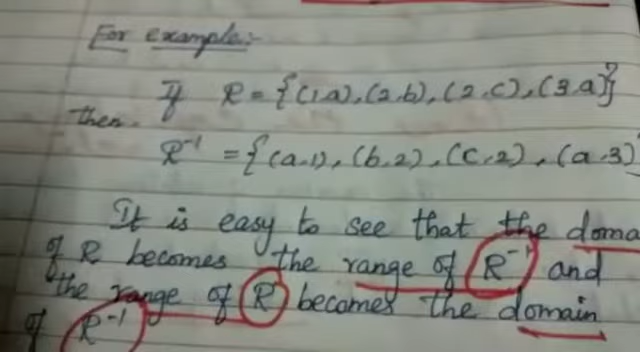 For example:-
If R = {(1,a), (2,b), (2,c), (3,a)}
then.
R⁻¹ = {(a,1), (b,2), (c,2), (a,3)
It is easy to see that the doma
of R becomes the range of R⁻¹ and
the range of R becomes the domain
of R⁻¹